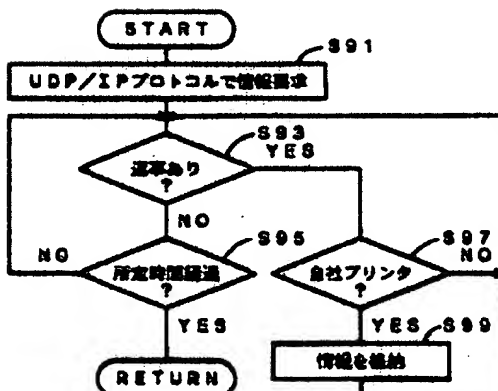 START
S91
UDP/IPプロトコルで情報要求
S93
YES
返事あり
?
NO
S95
S97
NO
NO
所定時間経過
?
自社プリンタ
?
YES
YES
S99
情報を格納
RETURN